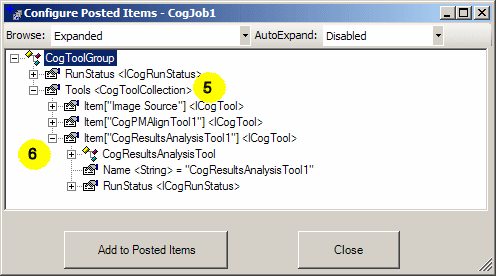 Configure Posted Items - CogJob1
Browse: Expanded AutoExpand: Disabled
CogToolGroup
RunStatus <ICogRunStatus>
Tools <CogToolCollection> 5
Item["Image Source"] <ICogTool>
Item["CogPMAlignTool1"] <ICogTool>
Item["CogResultsAnalysisTool1"] <ICogTool>
6 CogResultsAnalysisTool
Name <String> = "CogResultsAnalysisTool1"
RunStatus <ICogRunStatus>
Add to Posted Items Close